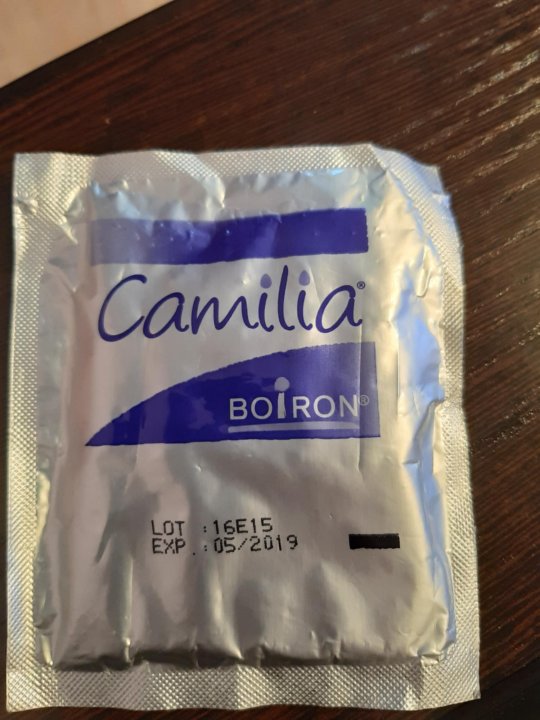 Camilia®
BOIRON®
LOT :16E15
EXP.:05/2019